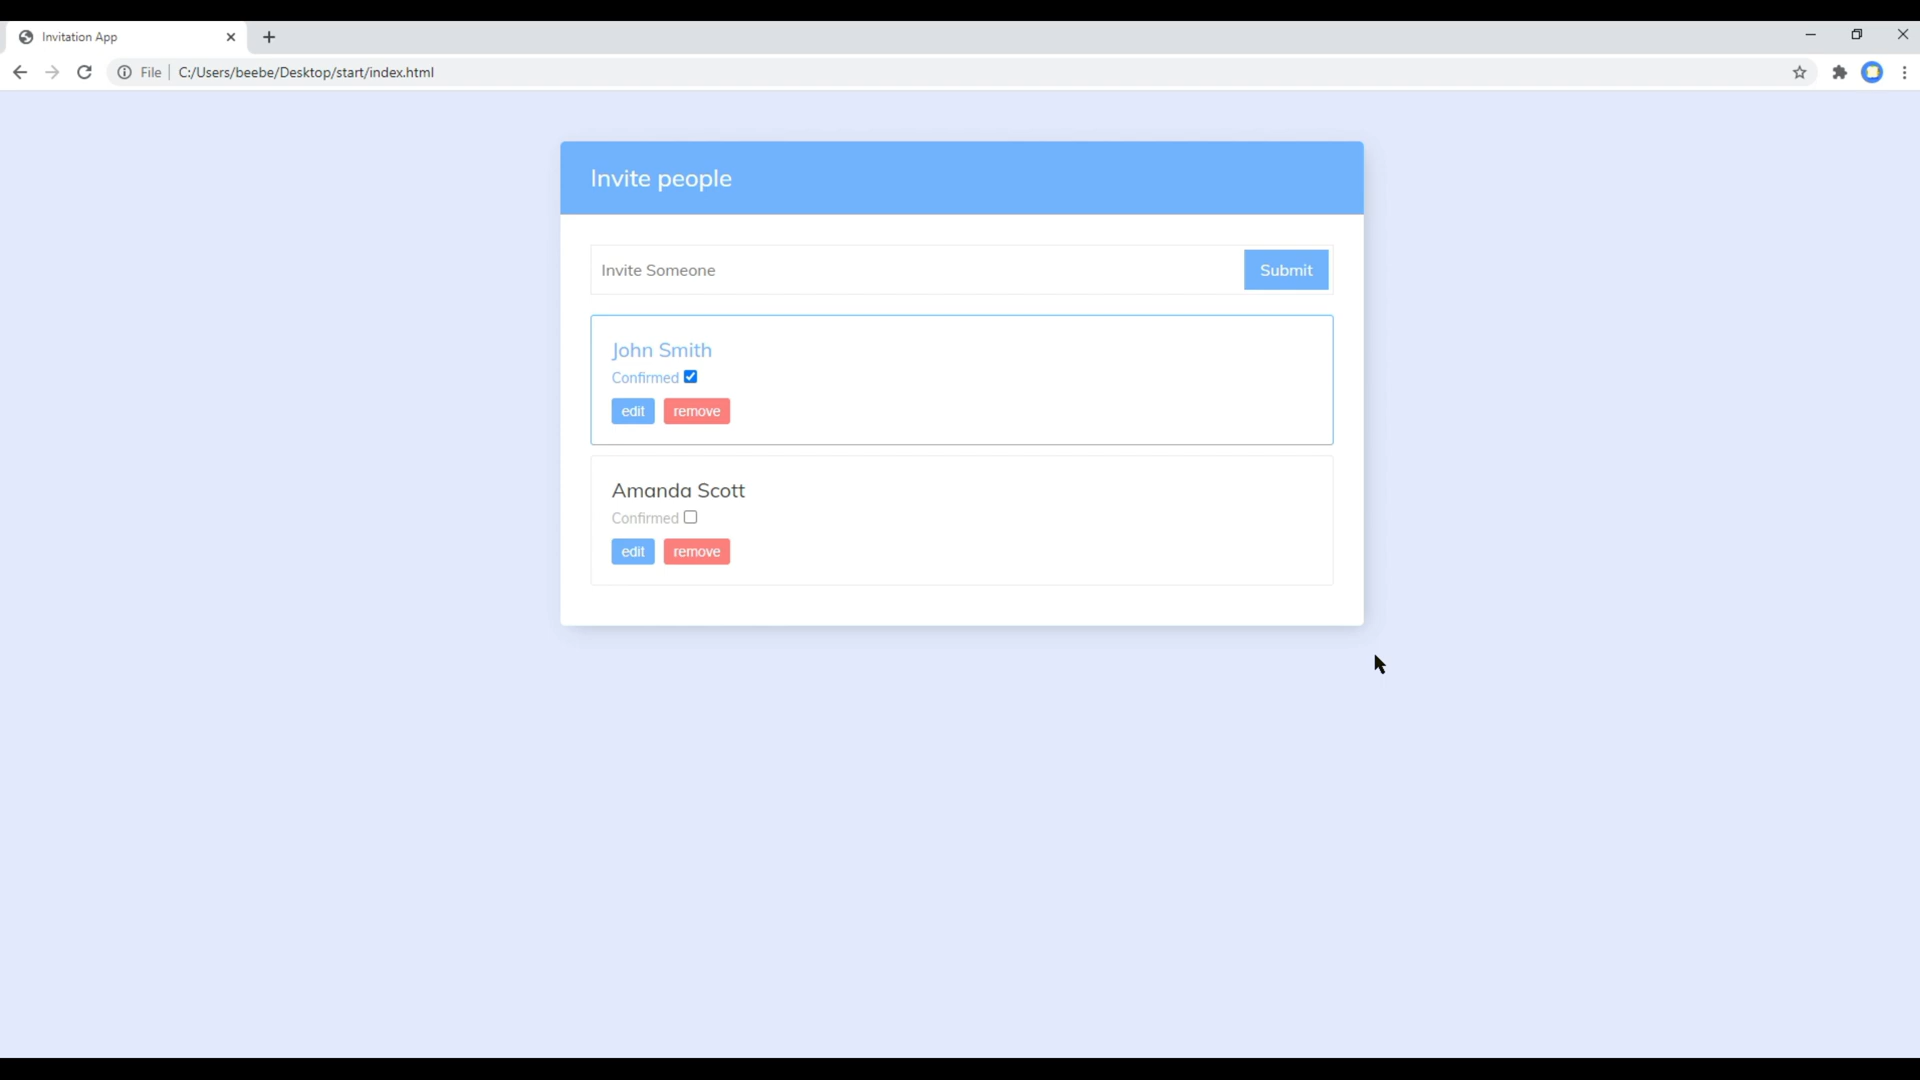 Invitation App
File C:/Users/beebe/Desktop/start/index.html
Invite people
Invite Someone Submit
John Smith
Confirmed
edit remove
Amanda Scott
Confirmed
edit remove